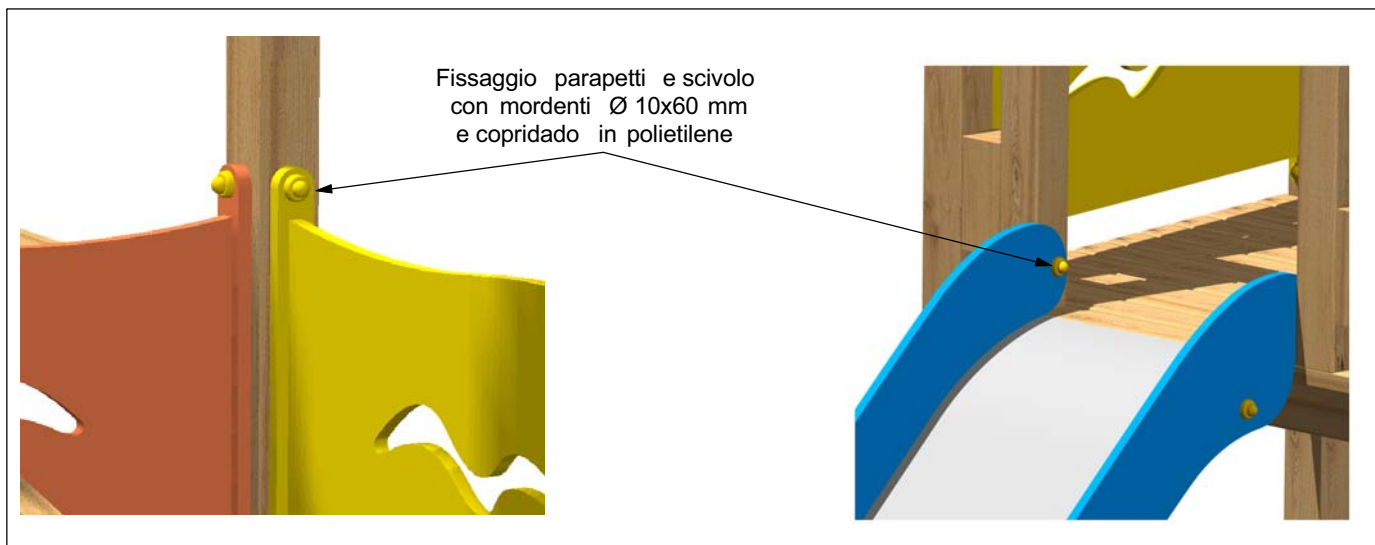 Fissaggio parapetti e scivolo
con mordenti Ø 10x60 mm
e copridado in polietilene